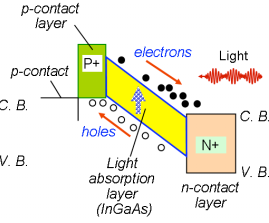 p-contact
layer
electrons
Light
P+
p-contact
C. B.
C. B.
holes
N+
V. B.
V. B.
Light
absorption
layer
(InGaAs)
n-contact
layer